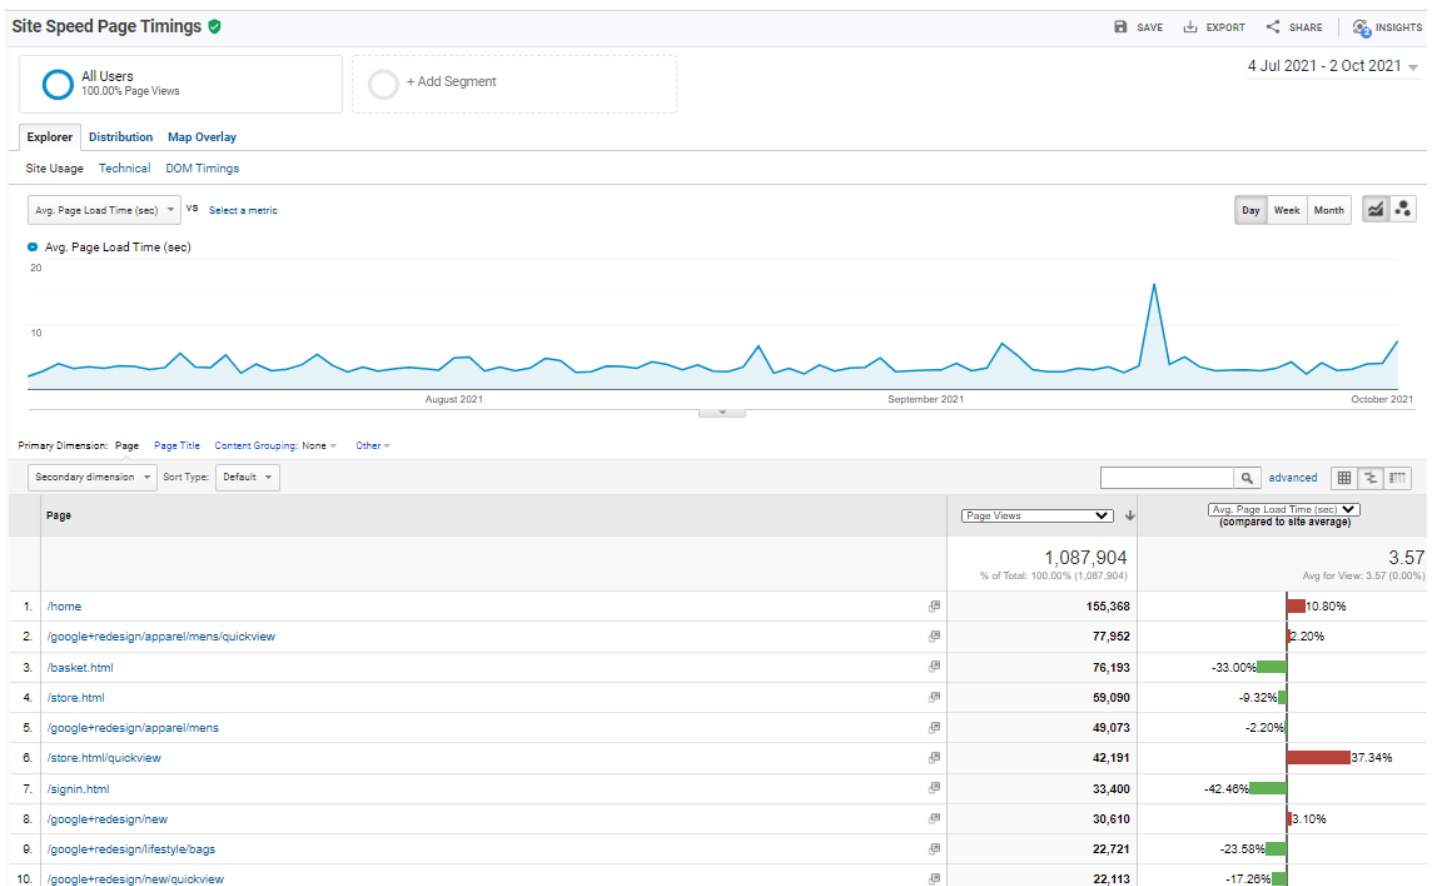 Site Speed Page Timings
SAVE EXPORT SHARE INSIGHTS
2
All Users
100.00% Page Views
+ Add Segment
4 Jul 2021 - 2 Oct 2021
Explorer Distribution Map Overlay
Site Usage Technical DOM Timings
Avg. Page Load Time (sec) VS Select a metric
Day Week Month
Avg. Page Load Time (sec)
20
10
August 2021 September 2021 October 2021
Primary Dimension: Page Page Title Content Grouping: None Other
Secondary dimension Sort Type: Default
advanced
Page Page Views Avg. Page Load Time (sec)
(compared to site average)
1,087,904 3.57
% of Total: 100.00% (1,087,904) Avg for View: 3.57 (0.00%)
1. /home 155,368 10.80%
2. /google+redesign/apparel/mens/quickview 77,952 2.20%
3. /basket.html 76,193 -33.00%
4. /store.html 59,090 -9.32%
5. /google+redesign/apparel/mens 49,073 -2.20%
6. /store.html/quickview 42,191 37.34%
7. /signin.html 33,400 -42.46%
8. /google+redesign/new 30,610 3.10%
9. /google+redesign/lifestyle/bags 22,721 -23.58%
10. /google+redesign/new/quickview 22,113 -17.26%